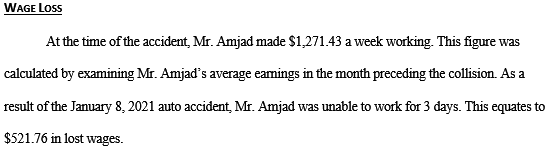 WAGE LOSS
At the time of the accident, Mr. Amjad made $1,271.43 a week working. This figure was
calculated by examining Mr. Amjad's average earnings in the month preceding the collision. As a
result of the January 8, 2021 auto accident, Mr. Amjad was unable to work for 3 days. This equates to
$521.76 in lost wages.